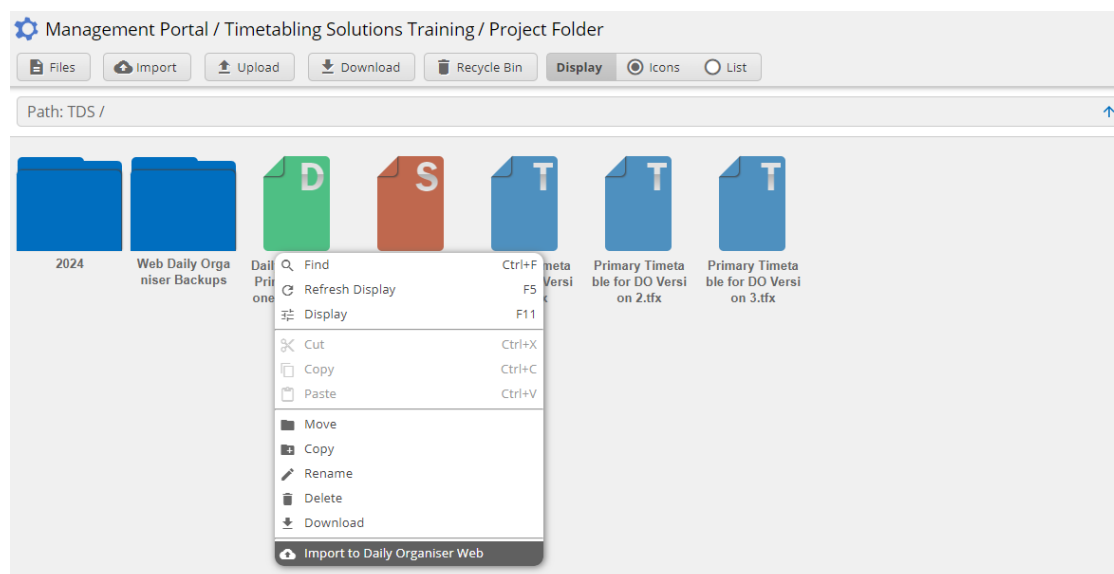 Management Portal / Timetabling Solutions Training / Project Folder
Files Import Upload Download Recycle Bin Display Icons List
Path: TDS /
D S T T T
2024
Web Daily Orga
niser Backups
Dail
Prin
one
meta
Versi
Primary Timeta
ble for DO Versi
on 2.tfx
Primary Timeta
ble for DO Versi
on 3.tfx
Find Ctrl+F
Refresh Display F5
Display F11
Cut Ctrl+X
Copy Ctrl+C
Paste Ctrl+V
Move
Copy
Rename
Delete
Download
Import to Daily Organiser Web